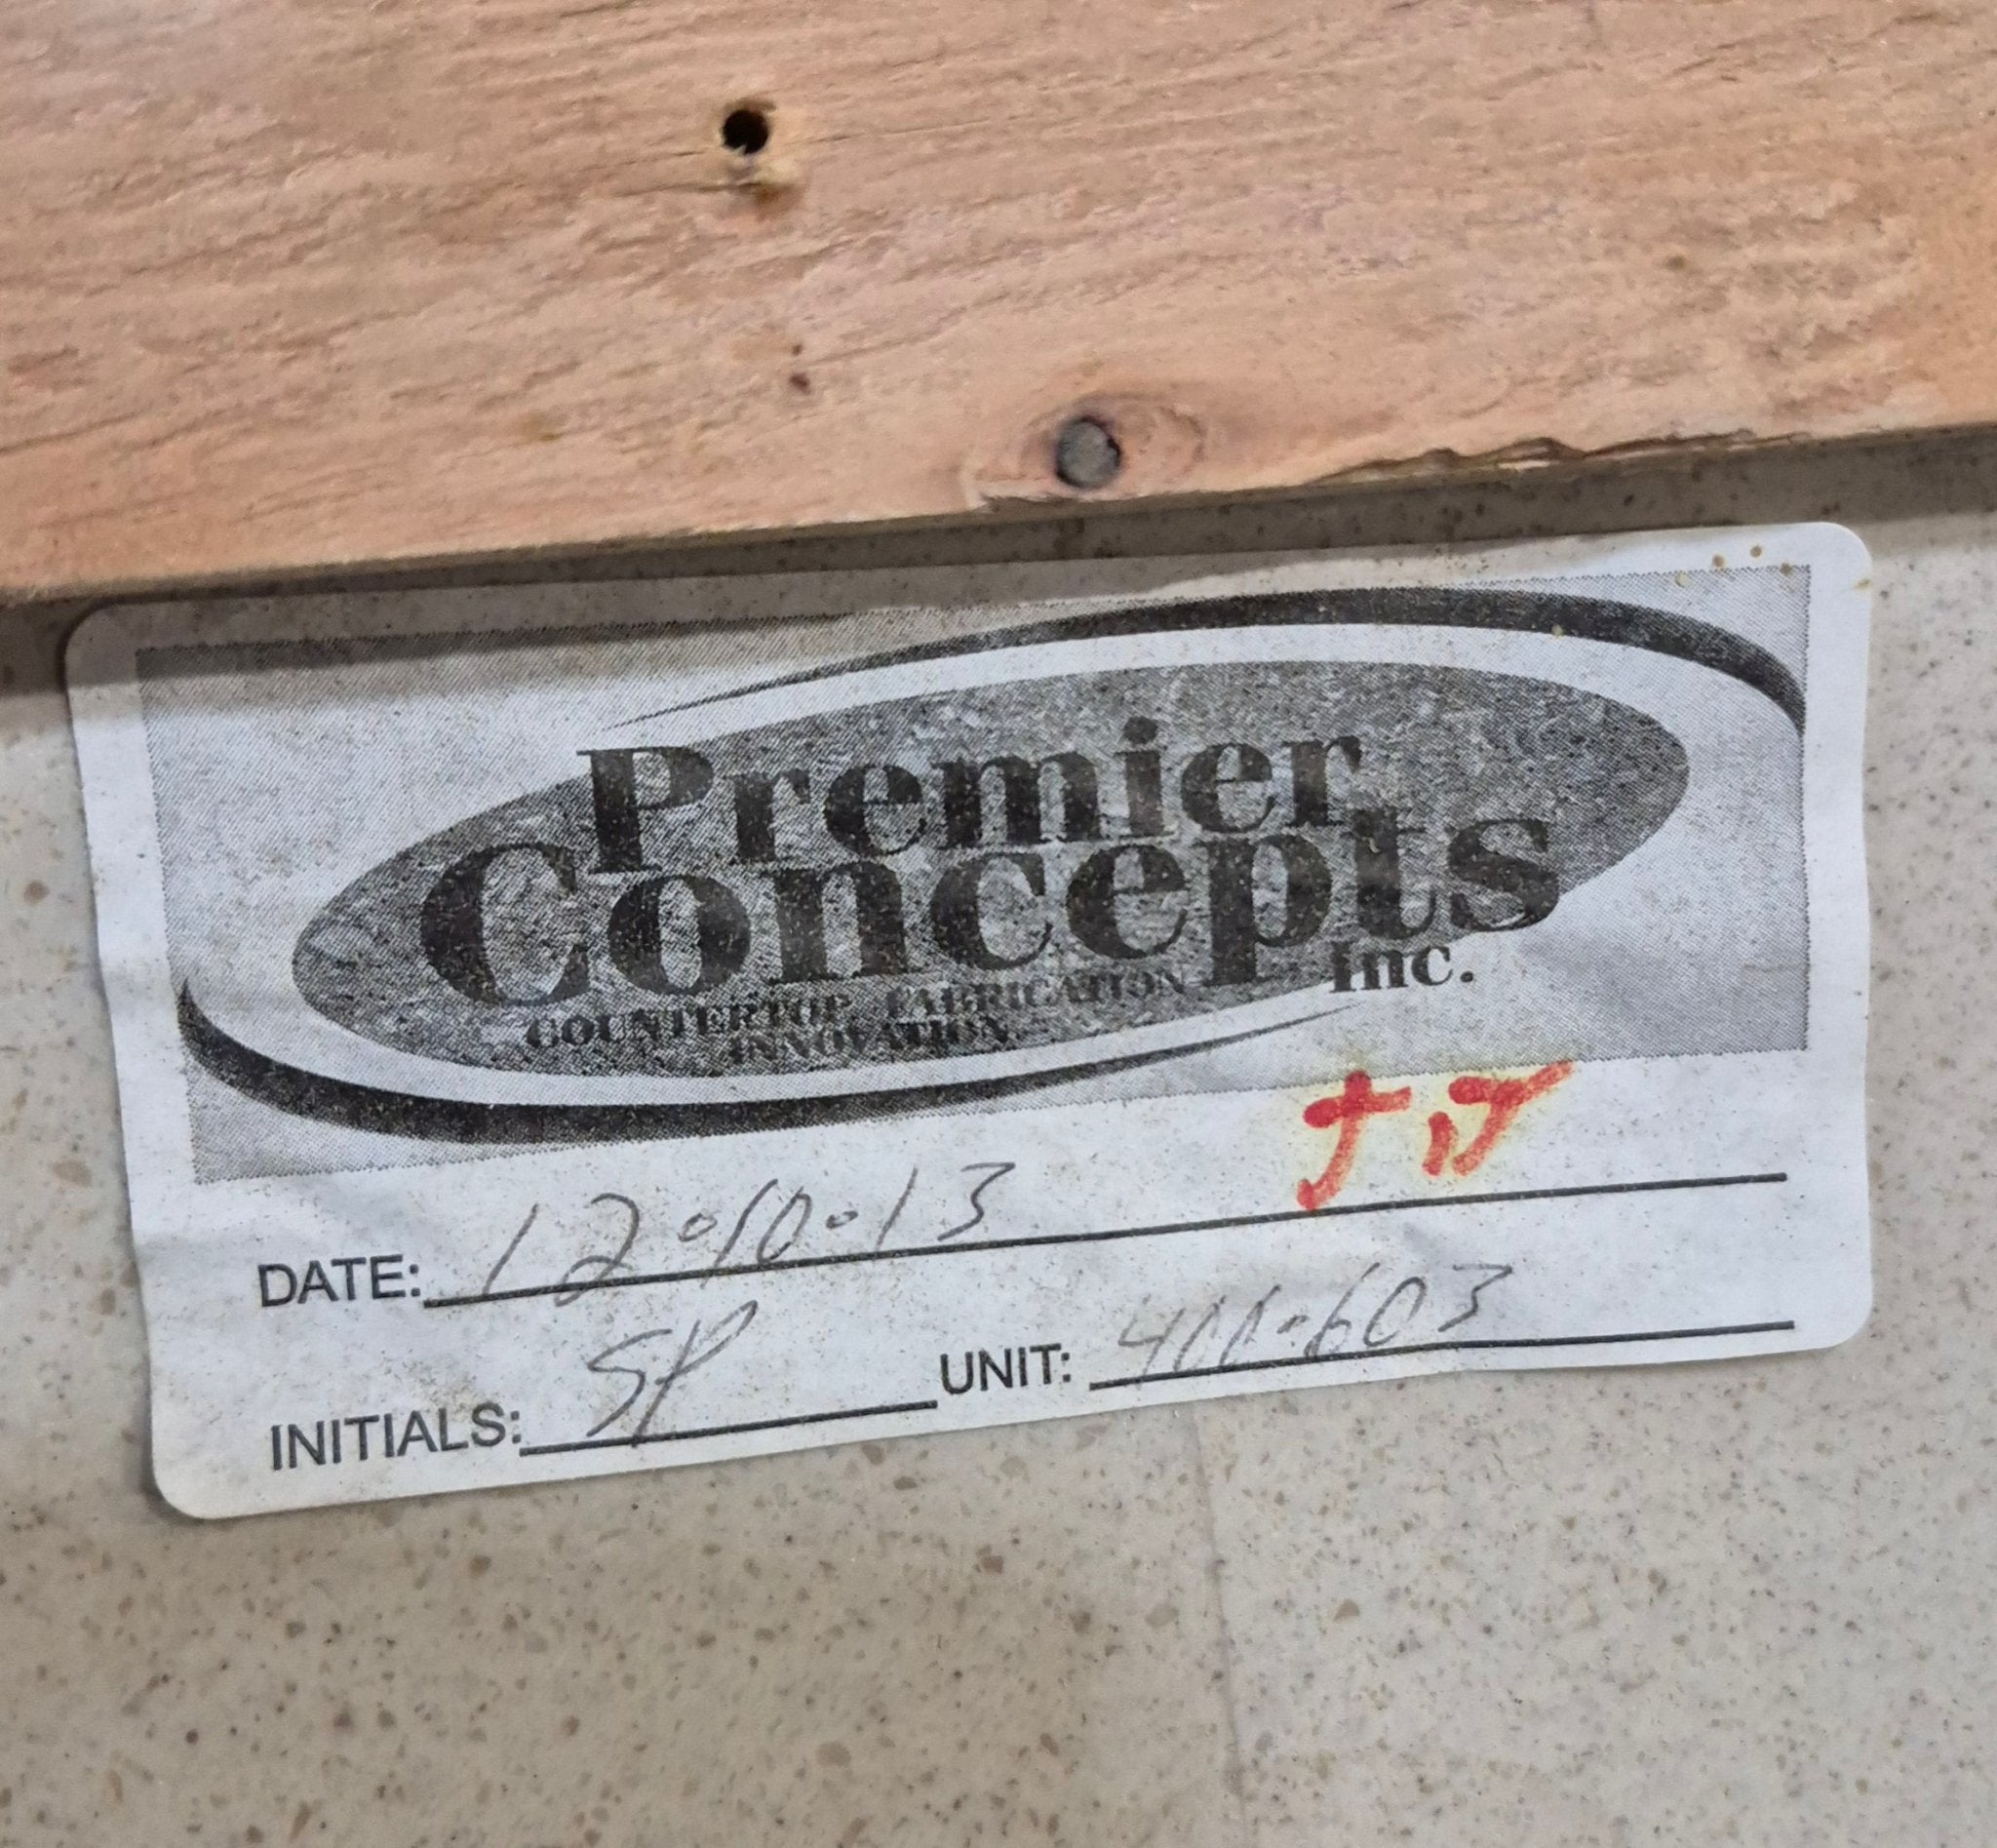 Premier
Concepts
inc.
COUNTERTOP FABRICATION
INNOVATION
DATE: 12-10-13
INITIALS: SP UNIT: 400-603